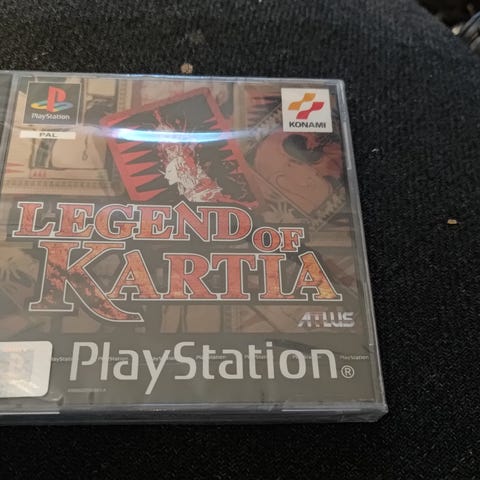 PlayStation
PAL
KONAMI
LEGEND OF
KARTIA
ATLUS
PlayStation®